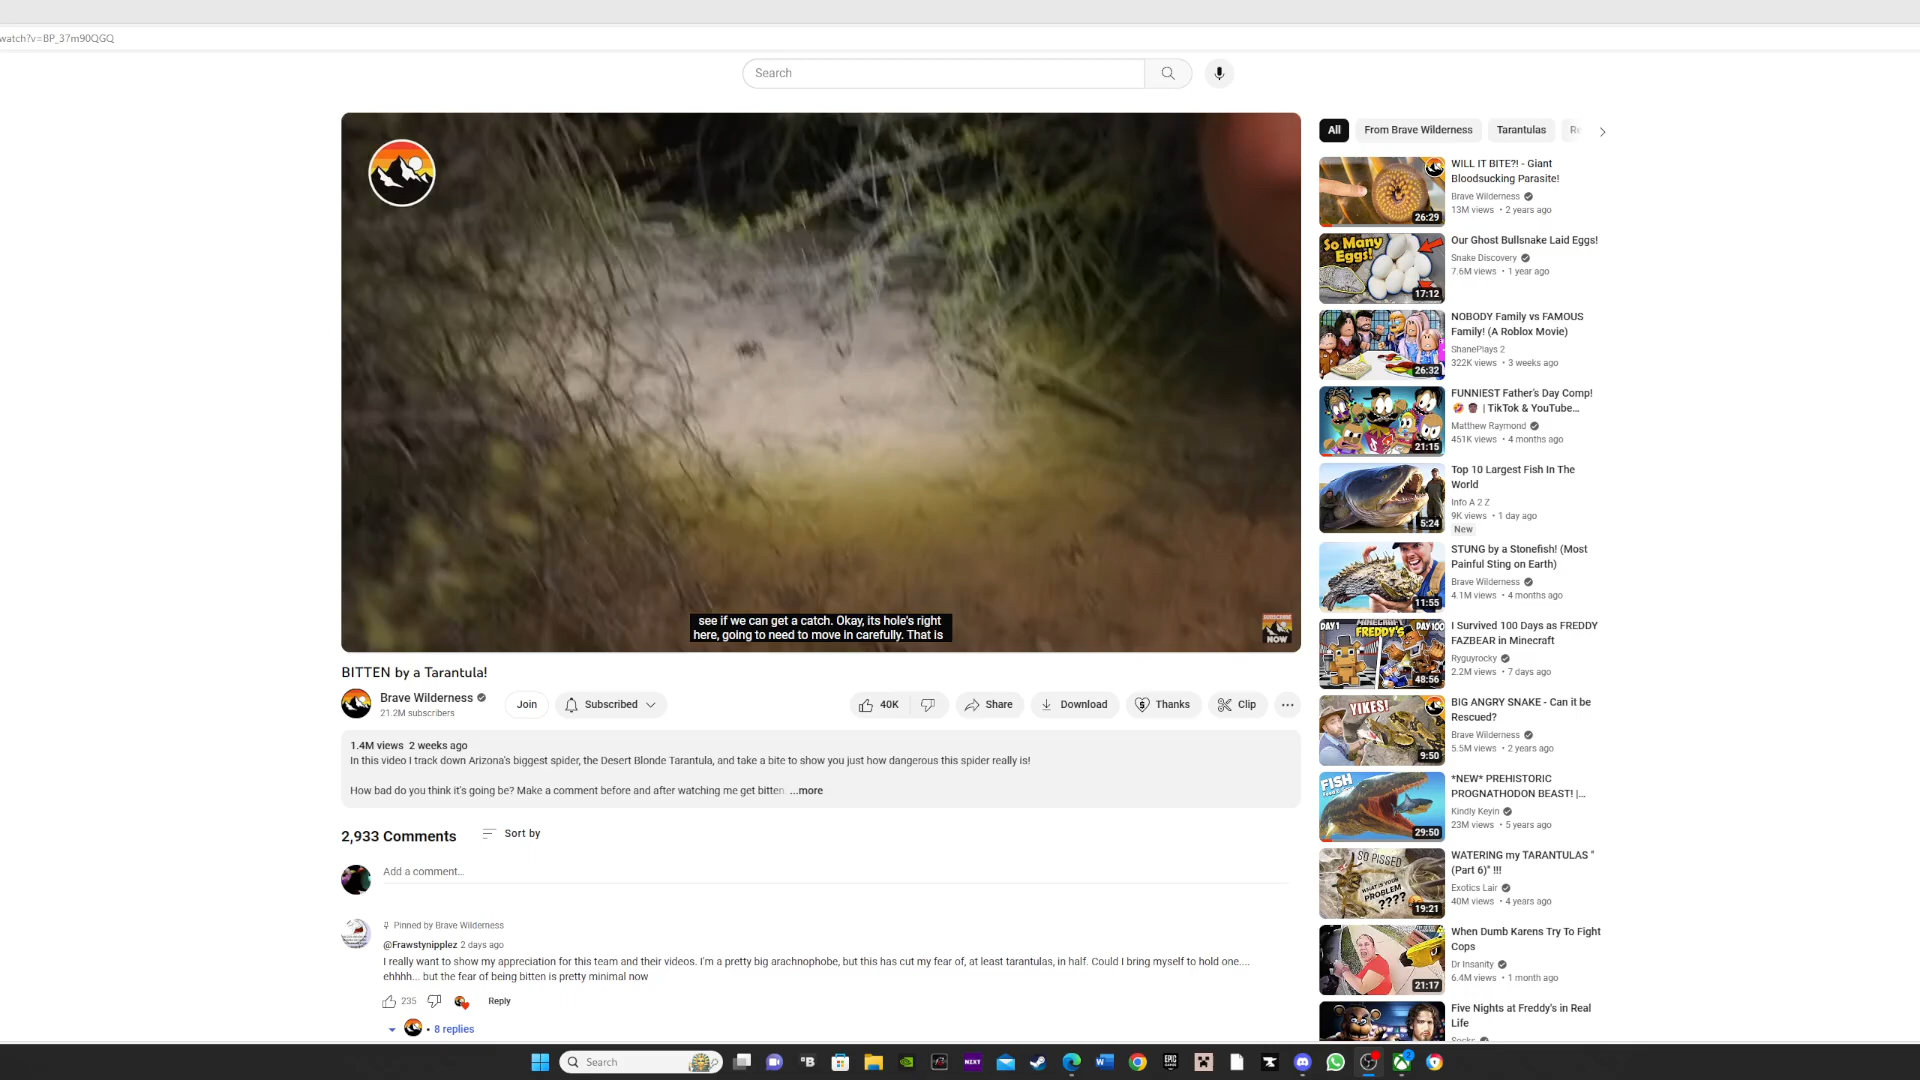 watch?v=BP_37m90QGQ
Search
see if we can get a catch. Okay, its hole's right
here, going to need to move in carefully. That is
SUBSCRIBE
NOW
BITTEN by a Tarantula!
Brave Wilderness
21.2M subscribers
Join
Subscribed
40K
Share
Download
Thanks
Clip
1.4M views 2 weeks ago
In this video I track down Arizona's biggest spider, the Desert Blonde Tarantula, and take a bite to show you just how dangerous this spider really is!
How bad do you think it's going be? Make a comment before and after watching me get bitten. ...more
2,933 Comments
Sort by
Add a comment...
Pinned by Brave Wilderness
@Frawstynipplez 2 days ago
I really want to show my appreciation for this team and their videos. I'm a pretty big arachnophobe, but this has cut my fear of, at least tarantulas, in half. Could I bring myself to hold one....
ehhhh... but the fear of being bitten is pretty minimal now
235
Reply
• 8 replies
All
From Brave Wilderness
Tarantulas
26:29
WILL IT BITE?! - Giant
Bloodsucking Parasite!
Brave Wilderness
13M views • 2 years ago
So Many
Eggs!
17:12
Our Ghost Bullsnake Laid Eggs!
Snake Discovery
7.6M views • 1 year ago
26:32
NOBODY Family vs FAMOUS
Family! (A Roblox Movie)
ShanePlays 2
322K views • 3 weeks ago
21:15
FUNNIEST Father's Day Comp!
🤣 | TikTok & YouTube...
Matthew Raymond
451K views • 4 months ago
5:24
Top 10 Largest Fish In The
World
Info A 2 Z
9K views • 1 day ago
New
11:55
STUNG by a Stonefish! (Most
Painful Sting on Earth)
Brave Wilderness
4.1M views • 4 months ago
DAY 1
MINECRAFT
FREDDY'S
DAY 100
48:56
I Survived 100 Days as FREDDY
FAZBEAR in Minecraft
Ryguyrocky
2.2M views • 7 days ago
YIKES!
9:50
BIG ANGRY SNAKE - Can it be
Rescued?
Brave Wilderness
5.5M views • 2 years ago
FISH
29:50
*NEW* PREHISTORIC
PROGNATHODON BEAST! |...
Kindly Keyin
23M views • 5 years ago
SO PISSED
WHAT IS YOUR
PROBLEM
????
19:21
WATERING my TARANTULAS "
(Part 6)" !!!
Exotics Lair
40M views • 4 years ago
21:17
When Dumb Karens Try To Fight
Cops
Dr Insanity
6.4M views • 1 month ago
Five Nights at Freddy's in Real
Life
Search
NEXT
EPIC
GAMES